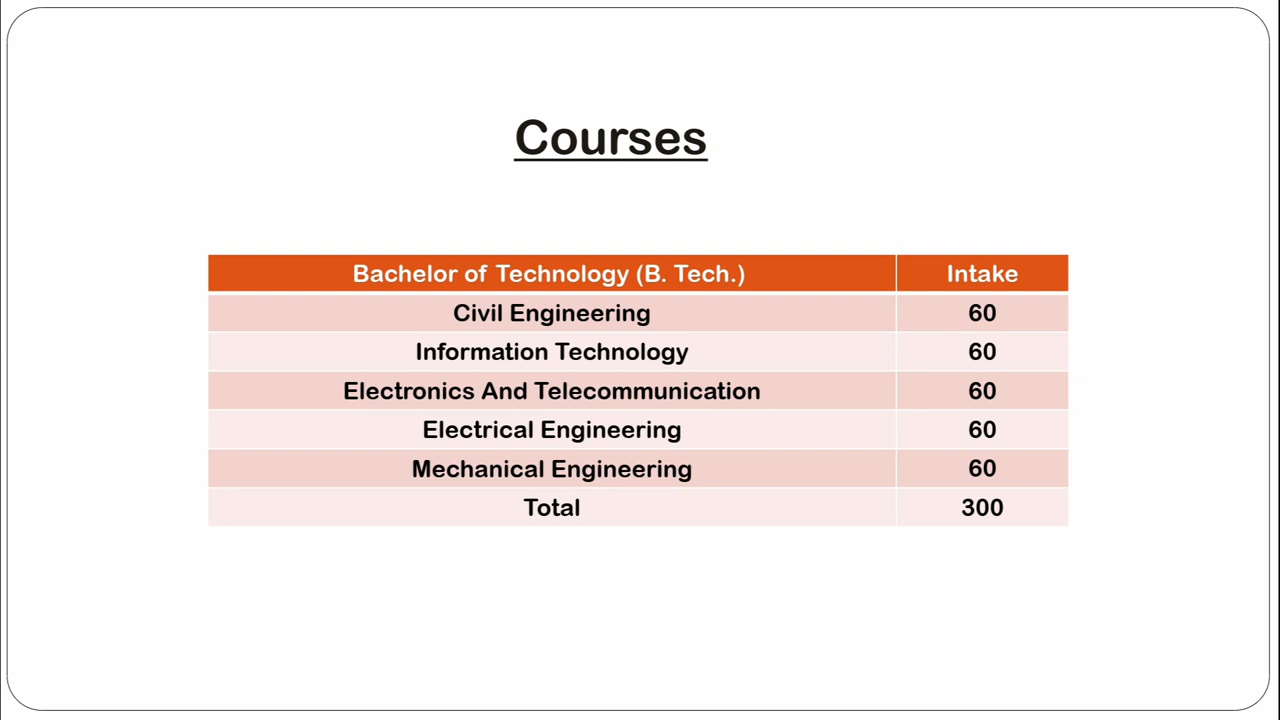 Courses
Bachelor of Technology (B. Tech.) Intake
Civil Engineering 60
Information Technology 60
Electronics And Telecommunication 60
Electrical Engineering 60
Mechanical Engineering 60
Total 300